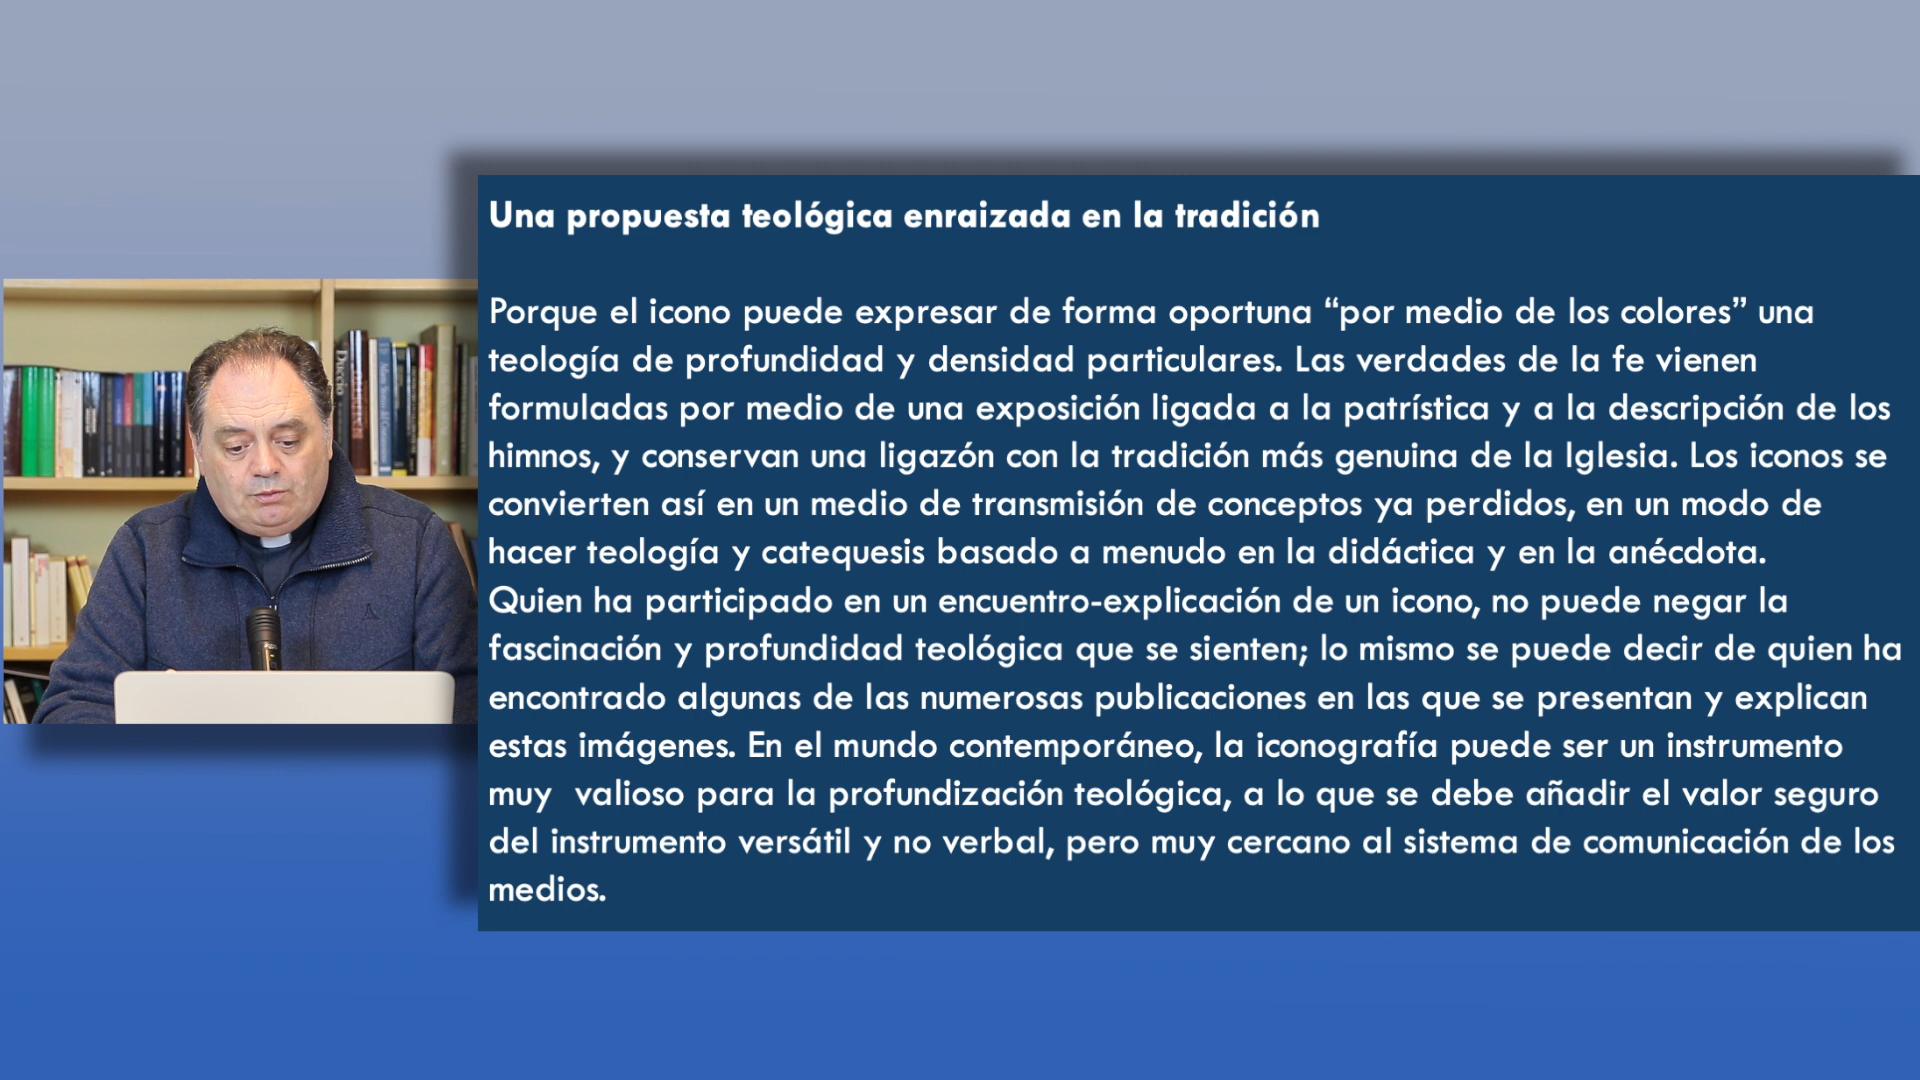 Una propuesta teológica enraizada en la tradición
Porque el icono puede expresar de forma oportuna “por medio de los colores” una
teología de profundidad y densidad particulares. Las verdades de la fe vienen
formuladas por medio de una exposición ligada a la patrística y a la descripción de los
himnos, y conservan una ligazón con la tradición más genuina de la Iglesia. Los iconos se
convierten así en un medio de transmisión de conceptos ya perdidos, en un modo de
hacer teología y catequesis basado a menudo en la didáctica y en la anécdota.
Quien ha participado en un encuentro-explicación de un icono, no puede negar la
fascinación y profundidad teológica que se sienten; lo mismo se puede decir de quien ha
encontrado algunas de las numerosas publicaciones en las que se presentan y explican
estas imágenes. En el mundo contemporáneo, la iconografía puede ser un instrumento
muy  valioso para la profundización teológica, a lo que se debe añadir el valor seguro
del instrumento versátil y no verbal, pero muy cercano al sistema de comunicación de los
medios.
Duccio